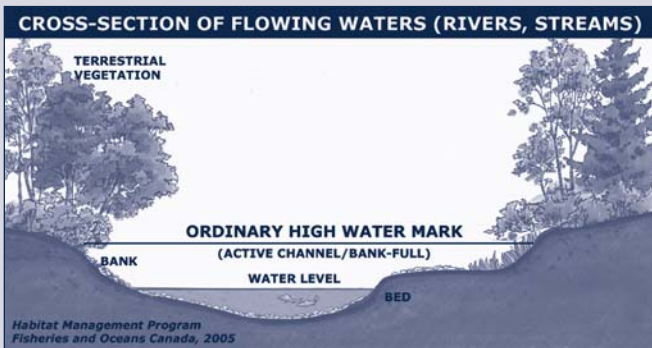 CROSS-SECTION OF FLOWING WATERS (RIVERS, STREAMS)
TERRESTRIAL
VEGETATION
ORDINARY HIGH WATER MARK
(ACTIVE CHANNEL/BANK-FULL)
BANK
WATER LEVEL
BED
Habitat Management Program
Fisheries and Oceans Canada, 2005